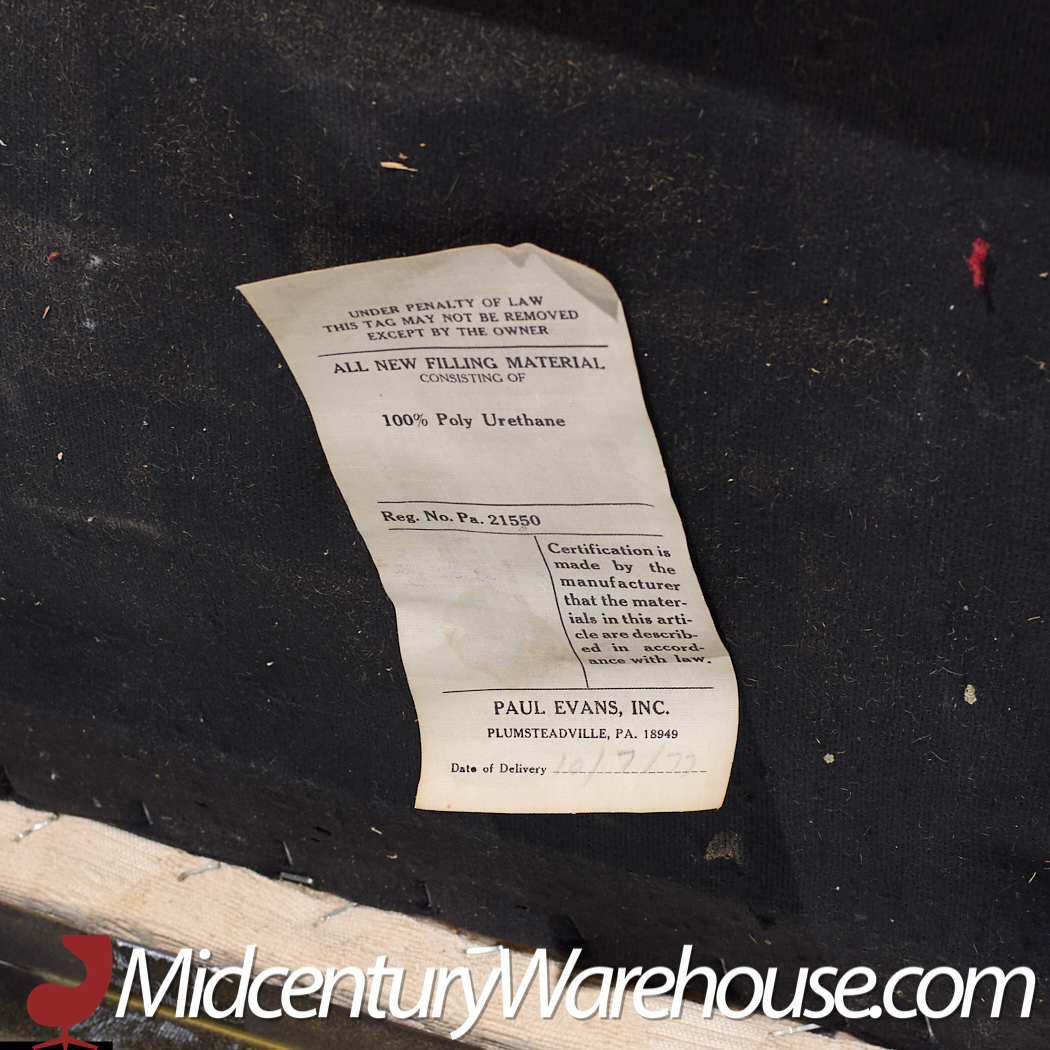 UNDER PENALTY OF LAW
THIS TAG MAY NOT BE REMOVED
EXCEPT BY THE OWNER
ALL NEW FILLING MATERIAL
CONSISTING OF
100% Poly Urethane
Reg. No. Pa. 21550
Certification is
made by the
manufacturer
that the mater-
ials in this arti-
cle are describ-
ed in accord-
ance with law.
PAUL EVANS, INC.
PLUMSTEADVILLE, PA. 18949
Date of Delivery 10/7/77
MidcenturyWarehouse.com